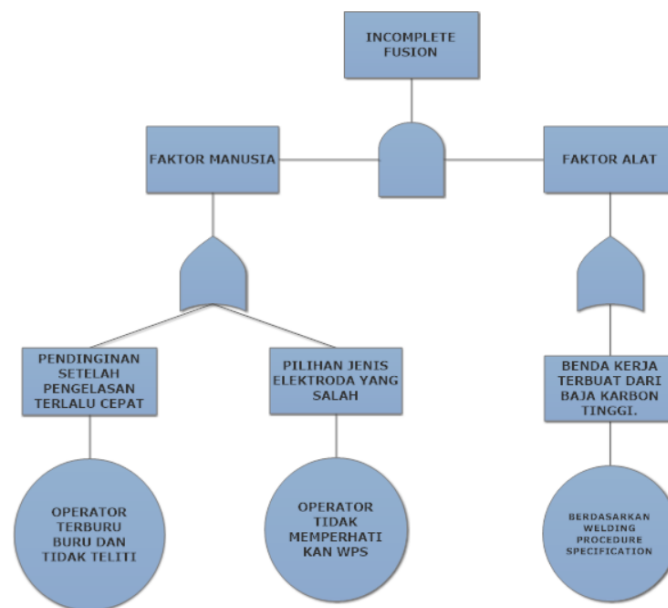 INCOMPLETE
FUSION
FAKTOR MANUSIA
FAKTOR ALAT
PENDINGINAN
SETELAH
PENGELASAN
TERLALU CEPAT
PILIHAN JENIS
ELEKTRODA YANG
SALAH
BENDA KERJA
TERBUAT DARI
BAJA KARBON
TINGGI.
OPERATOR
TERBURU
BURU DAN
TIDAK TELITI
OPERATOR
TIDAK
MEMPERHATI
KAN WPS
BERDASARKAN
WELDING
PROCEDURE
SPECIFICATION